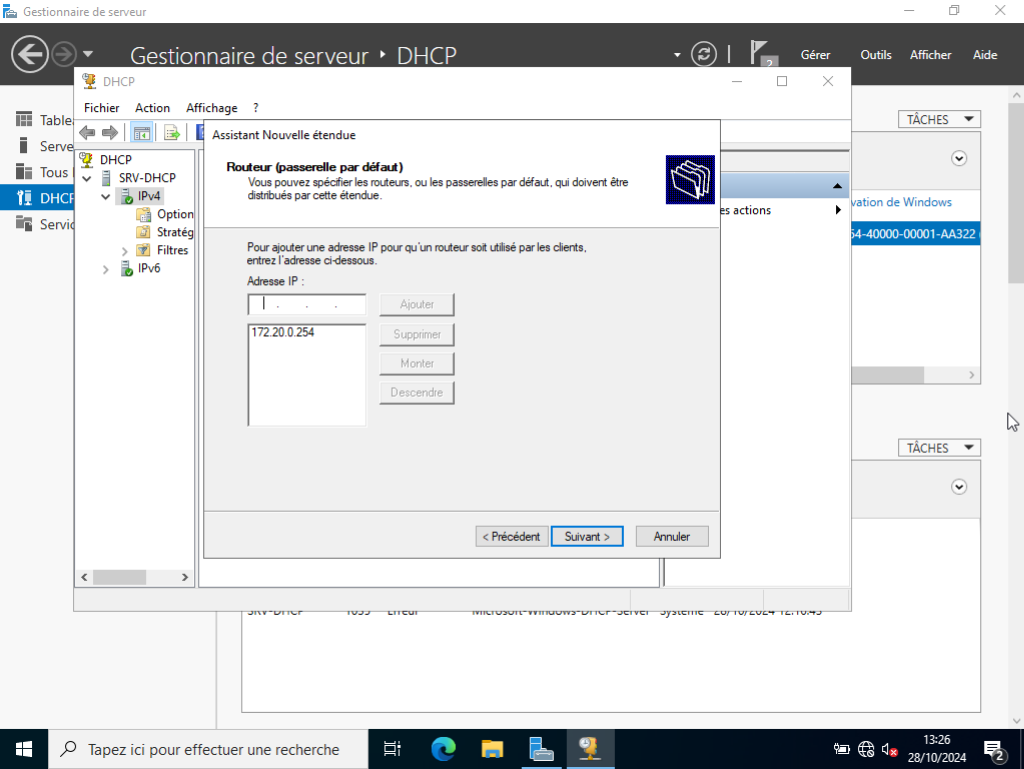 Gestionnaire de serveur
Gestionnaire de serveur ‣ DHCP
2
Gérer
Outils
Afficher
Aide
DHCP
Fichier
Action
Affichage
?
TÂCHES
DHCP
SRV-DHCP
IPv4
Option
Stratég
Filtres
IPv6
Assistant Nouvelle étendue
Routeur (passerelle par défaut)
Vous pouvez spécifier les routeurs, ou les passerelles par défaut, qui doivent être
distribués par cette étendue.
Pour ajouter une adresse IP pour qu'un routeur soit utilisé par les clients,
entrez l'adresse ci-dessous.
Adresse IP :
. . .
Ajouter
172.20.0.254
Supprimer
Monter
Descendre
< Précédent
Suivant >
Annuler
es actions
vation de Windows
54-40000-00001-AA322
TÂCHES
Table
Serve
Tous
DHCP
Servic
SRV-DHCP 1059 Erreur Microsoft-Windows-DHCP-Server Système 28/10/2024 12:16:43
Tapez ici pour effectuer une recherche
13:26
28/10/2024
2